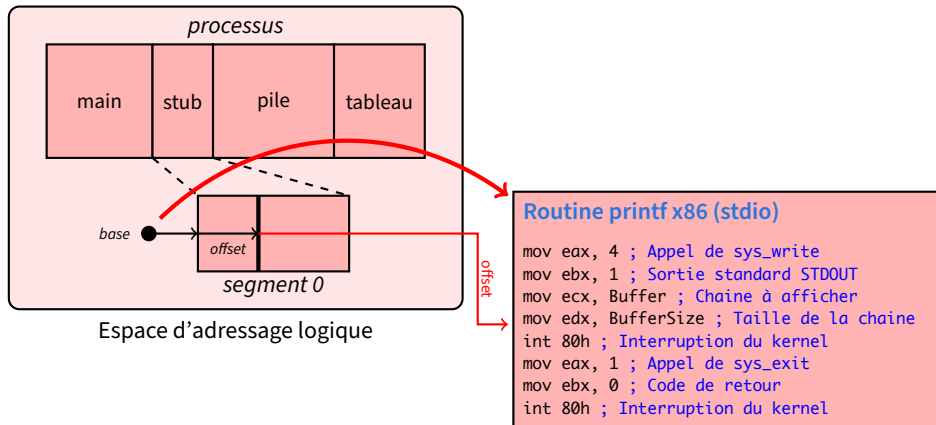 processus
main
stub
pile
tableau
base
offset
segment 0
Espace d'adressage logique
offset
Routine printf x86 (stdio)
mov eax, 4 ; Appel de sys_write
mov ebx, 1 ; Sortie standard STDOUT
mov ecx, Buffer ; Chaine à afficher
mov edx, BufferSize ; Taille de la chaine
int 80h ; Interruption du kernel
mov eax, 1 ; Appel de sys_exit
mov ebx, 0 ; Code de retour
int 80h ; Interruption du kernel